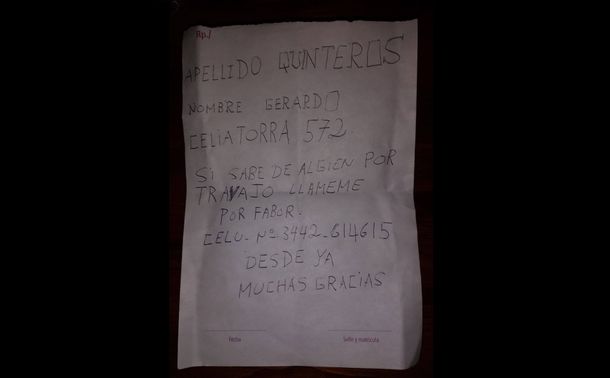 Rp./
APELLIDO QUINTEROS
NOMBRE GERARDO
CELIA TORRA 572.
SI SABE DE ALGIEN POR
TRAVAJO LLAMEME
POR FABOR.
CELU. Nº 3442-614615
DESDE YA
MUCHAS GRACIAS
Fecha Sello y matrícula